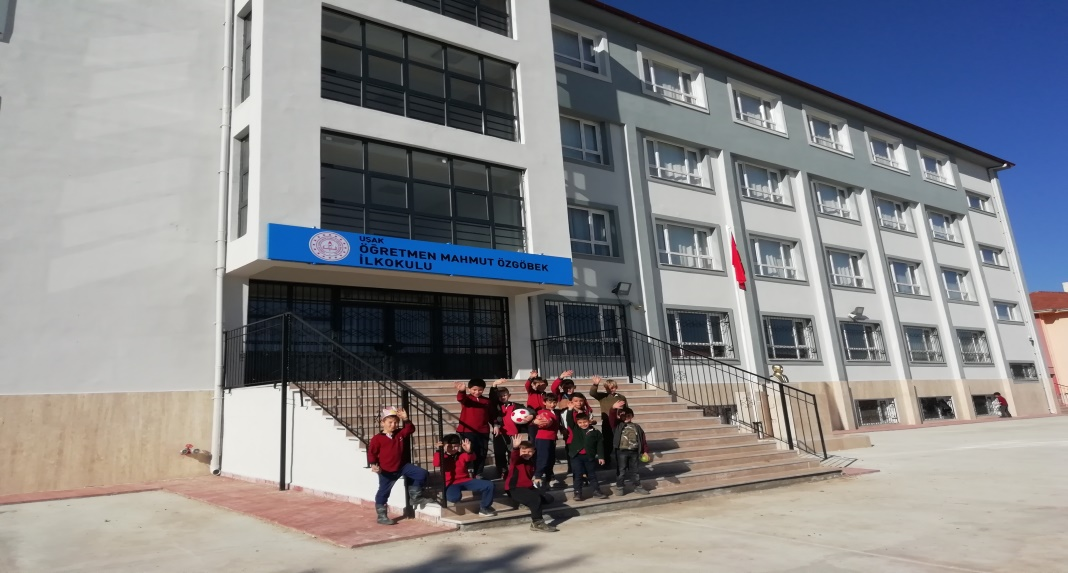 UŞAK
ÖĞRETMEN MAHMUT ÖZGÖBEK
İLKOKULU